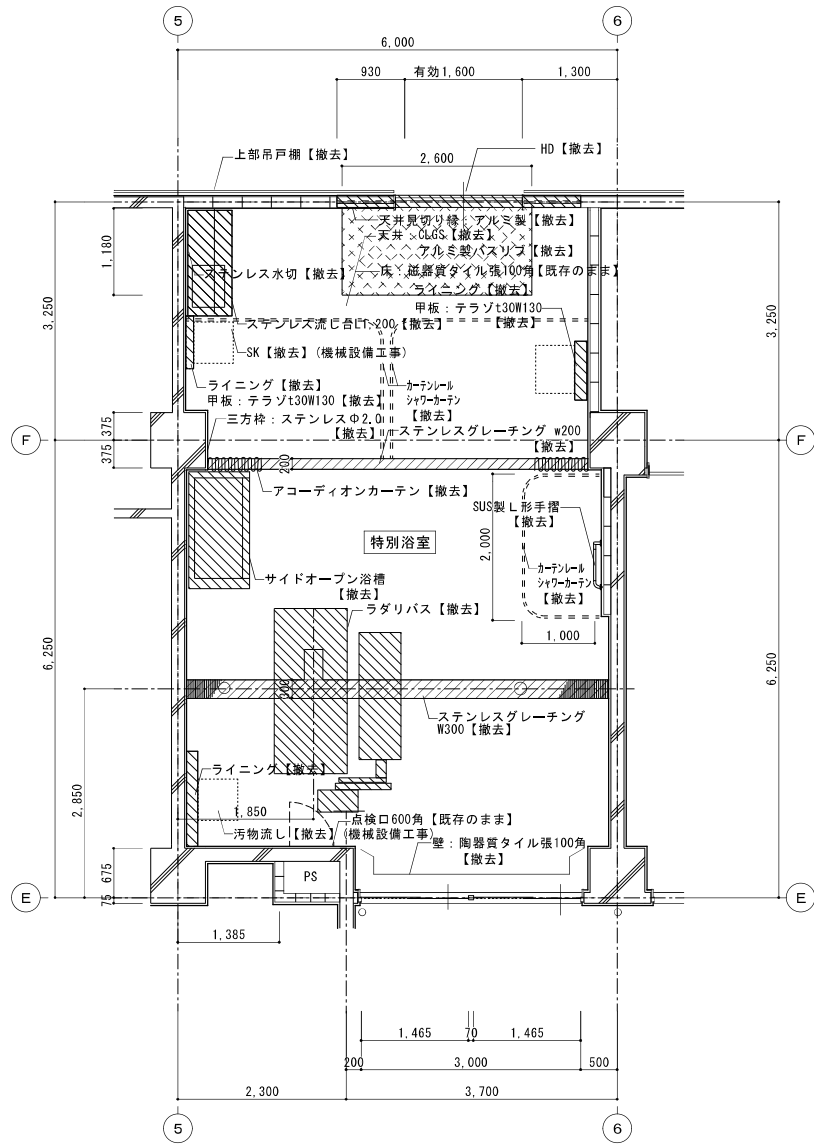 5
6
6,000
930
有効1,600
1,300
上部吊戸棚【撤去】
HD【撤去】
2,600
天井見切り縁:アルミ製【撤去】
天井:CLGS【撤去】
アルミ製バスリブ【撤去】
ステンレス水切【撤去】
床:磁器質タイル張100角【既存のまま】
ライニング【撤去】
甲板:テラゾt30W130
【撤去】
1,180
3,250
3,250
ステンレス流し台L1,200【撤去】
SK【撤去】(機械設備工事)
ライニング【撤去】
甲板:テラゾt30W130【撤去】
カーテンレール
シャワーカーテン
【撤去】
三方枠:ステンレスΦ2.0
【撤去】
ステンレスグレーチング w200
【撤去】
375
375
F
F
200
アコーディオンカーテン【撤去】
SUS製L形手摺
【撤去】
特別浴室
2,000
カーテンレール
シャワーカーテン
【撤去】
サイドオープン浴槽
【撤去】
ラダリバス【撤去】
1,000
6,250
6,250
300
ステンレスグレーチング
W300【撤去】
2,850
ライニング【撤去】
1,850
点検口600角【既存のまま】
汚物流し【撤去】(機械設備工事)
壁:陶器質タイル張100角
【撤去】
675
75
PS
E
E
1,385
1,465
70
1,465
200
3,000
500
2,300
3,700
5
6